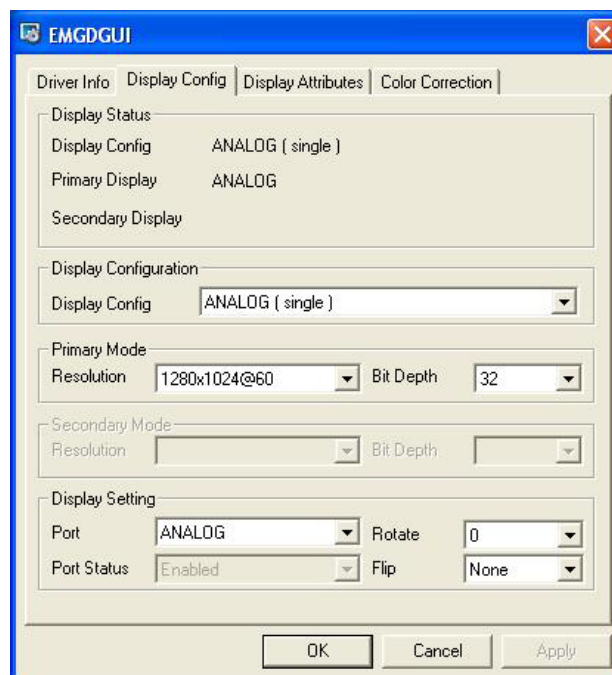 EMGDGUI
Driver Info Display Config Display Attributes Color Correction
Display Status
Display Config ANALOG ( single )
Primary Display ANALOG
Secondary Display
Display Configuration
Display Config ANALOG ( single )
Primary Mode
Resolution 1280x1024@60 Bit Depth 32
Secondary Mode
Resolution Bit Depth
Display Setting
Port ANALOG Rotate 0
Port Status Enabled Flip None
OK Cancel Apply